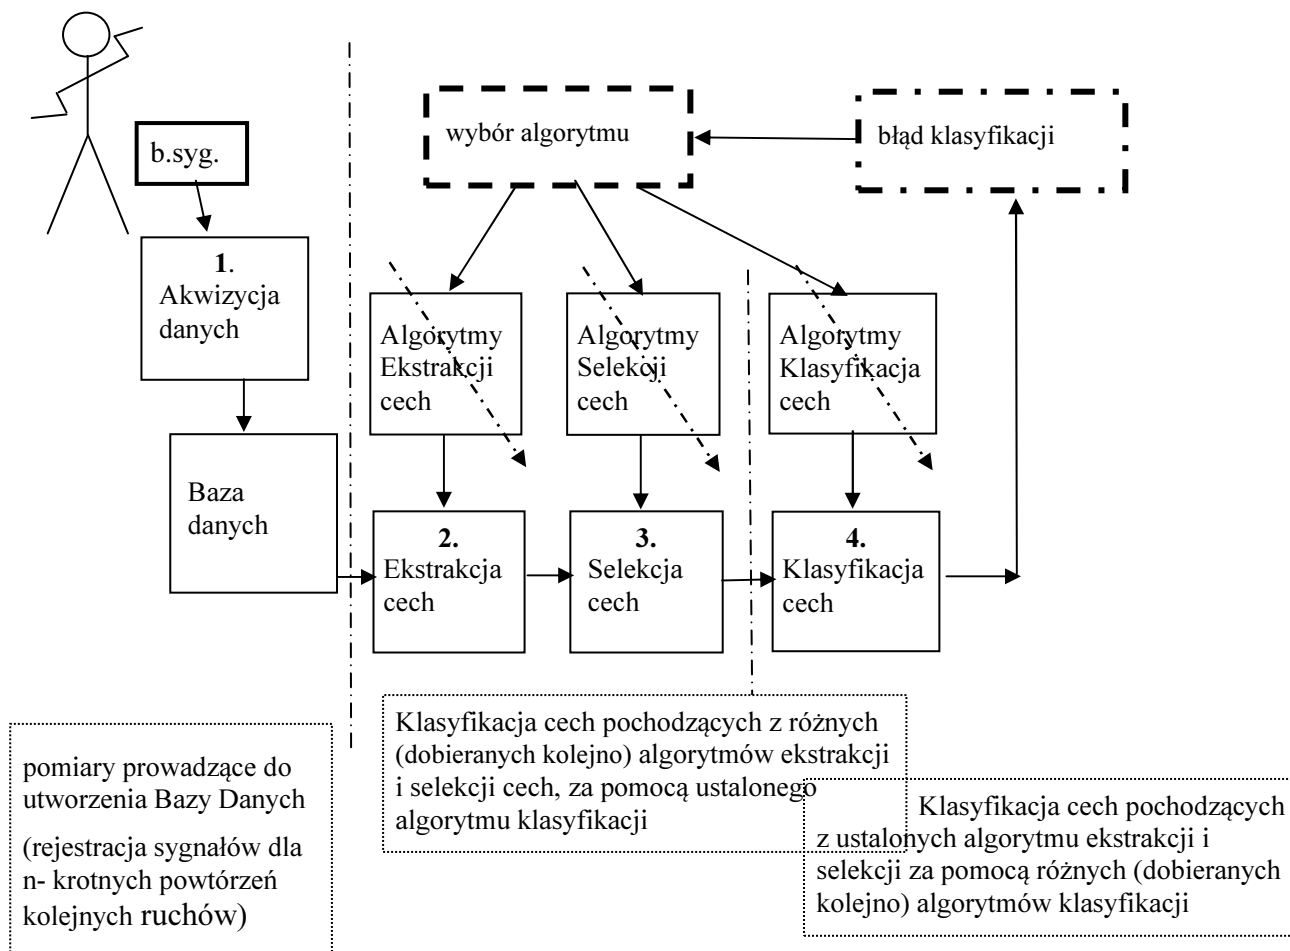 b.syg.
wybór algorytmu
błąd klasyfikacji
1.
Akwizycja
danych
Algorytmy
Ekstrakcji
cech
Algorytmy
Selekcji
cech
Algorytmy
Klasyfikacja
cech
Baza
danych
2.
Ekstrakcja
cech
3.
Selekcja
cech
4.
Klasyfikacja
cech
pomiary prowadzące do
utworzenia Bazy Danych
(rejestracja sygnałów dla
n- krotnych powtórzeń
kolejnych ruchów)
Klasyfikacja cech pochodzących z różnych
(dobieranych kolejno) algorytmów ekstrakcji
i selekcji cech, za pomocą ustalonego
algorytmu klasyfikacji
Klasyfikacja cech pochodzących
z ustalonych algorytmu ekstrakcji i
selekcji za pomocą różnych (dobieranych
kolejno) algorytmów klasyfikacji